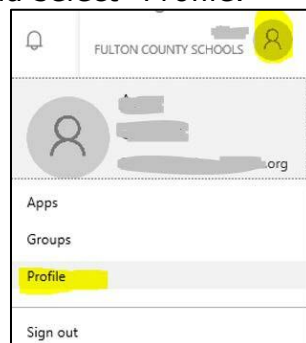 FULTON COUNTY SCHOOLS
.org
Apps
Groups
Profile
Sign out